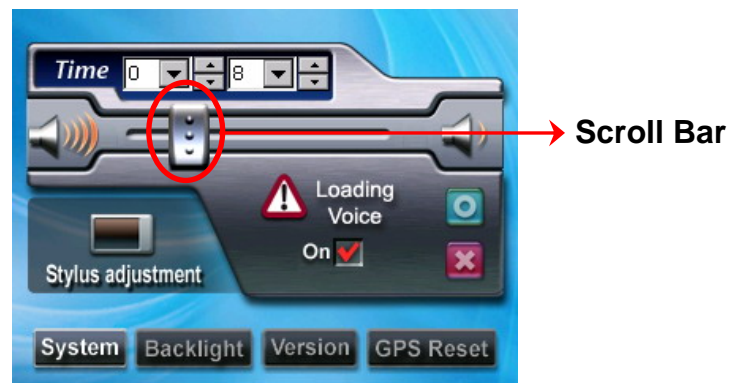 Time 0 8
Scroll Bar
Loading
Voice
On
Stylus adjustment
System Backlight Version GPS Reset